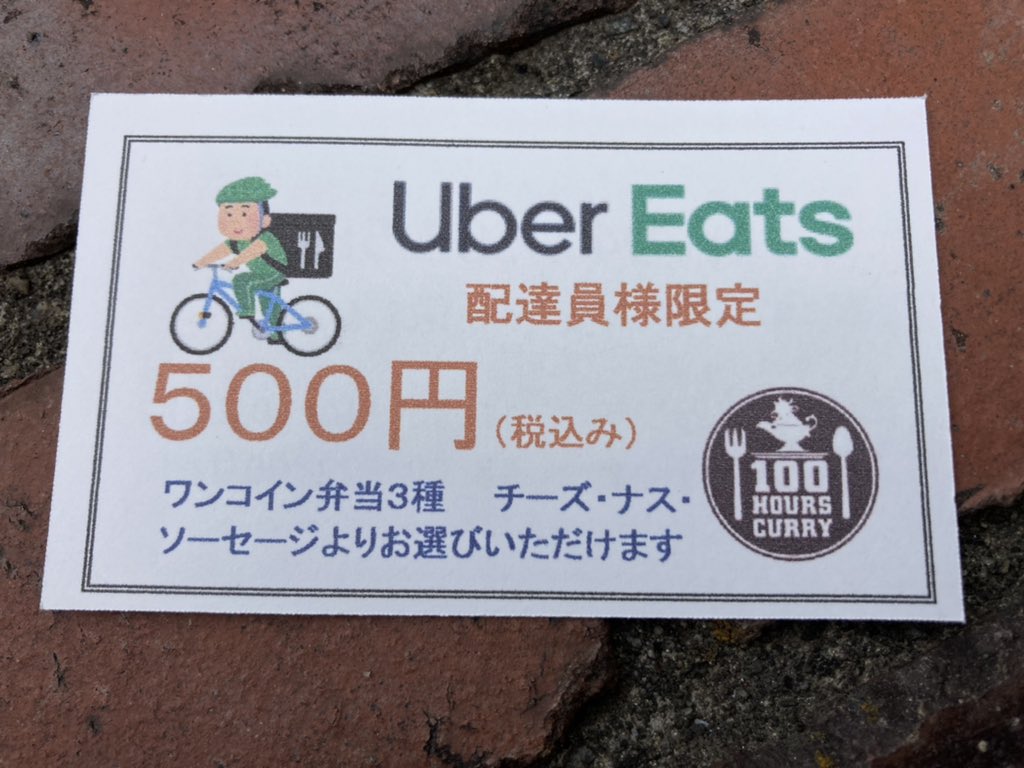 Uber Eats
配達員様限定
500円(税込み)
ワンコイン弁当3種 チーズ・ナス・
ソーセージよりお選びいただけます
100
HOURS
CURRY